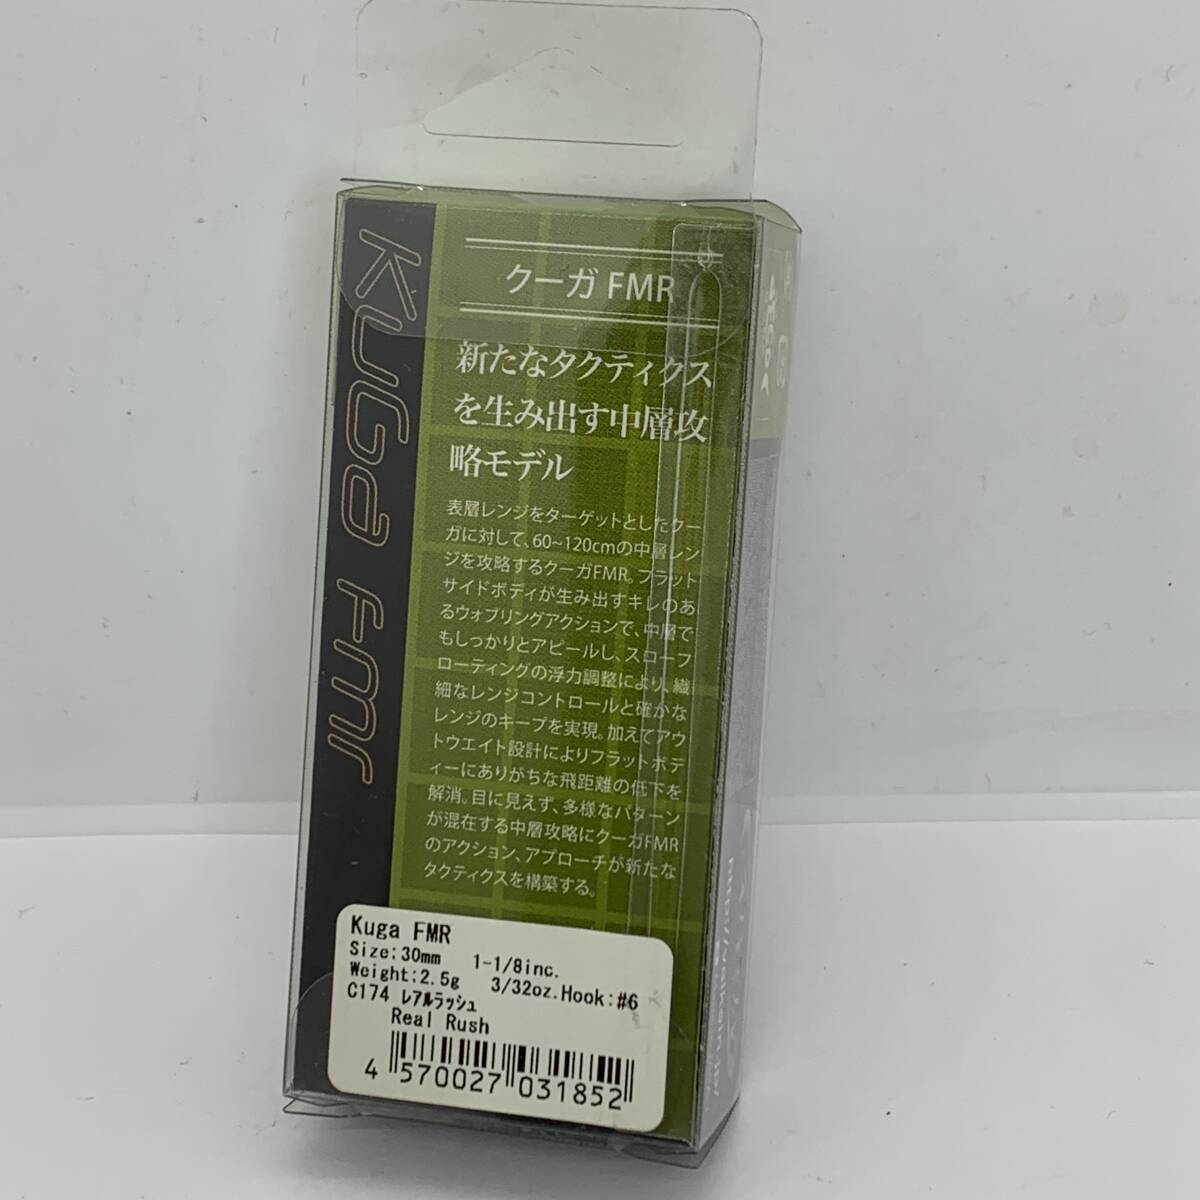 KUGa FMR
クーガ FMR
新たなタクティクス
を生み出す中層攻
略モデル
表層レンジをターゲットとしたクー
ガに対して、60~120cmの中層レン
ジを攻略するクーガFMR。フラット
サイドボディが生み出すキレのあ
るウォブリングアクションで、中層で
もしっかりとアピールし、スローフ
ローティングの浮力調整により、繊
細なレンジコントロールと確かな
レンジのキープを実現。加えてアウ
トウエイト設計によりフラットボデ
ィーにありがちな飛距離の低下を
解消。目に見えず、多様なパターン
が混在する中層攻略にクーガFMR
のアクション、アプローチが新たな
タクティクスを構築する。
Kuga FMR
Size:30mm 1-1/8inc.
Weight:2.5g 3/32oz.Hook:#6
C174 レアルラッシュ
Real Rush
4 570027 031852